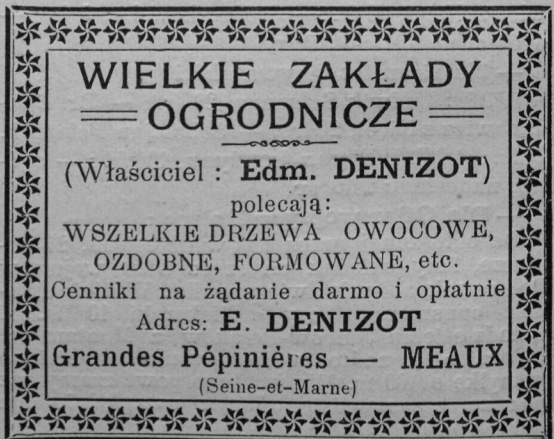 WIELKIE ZAKŁADY
OGRODNICZE
(Właściciel : Edm. DENIZOT)
polecają:
WSZELKIE DRZEWA OWOCOWE,
OZDOBNE, FORMOWANE, etc.
Cenniki na żądanie darmo i opłatnie
Adres: E. DENIZOT
Grandes Pépinières — MEAUX
(Seine-et-Marne)